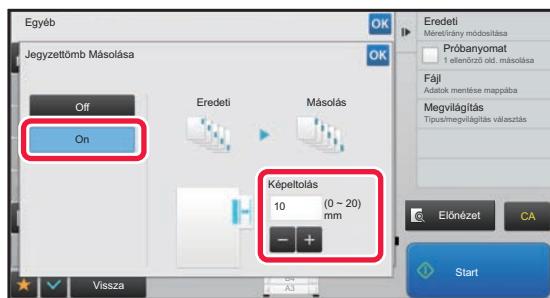 Egyéb
OK
Jegyzettömb Másolása
OK
Off
On
Eredeti
Másolás
Képeltolás
10
(0 ~ 20)
mm
Vissza
A3
Eredeti
Méret/irány módosítása
Próbanyomat
1 ellenőrző old. másolása
Fájl
Adatok mentése mappába
Megvilágítás
Típus/megvilágítás választás
Előnézet
CA
Start